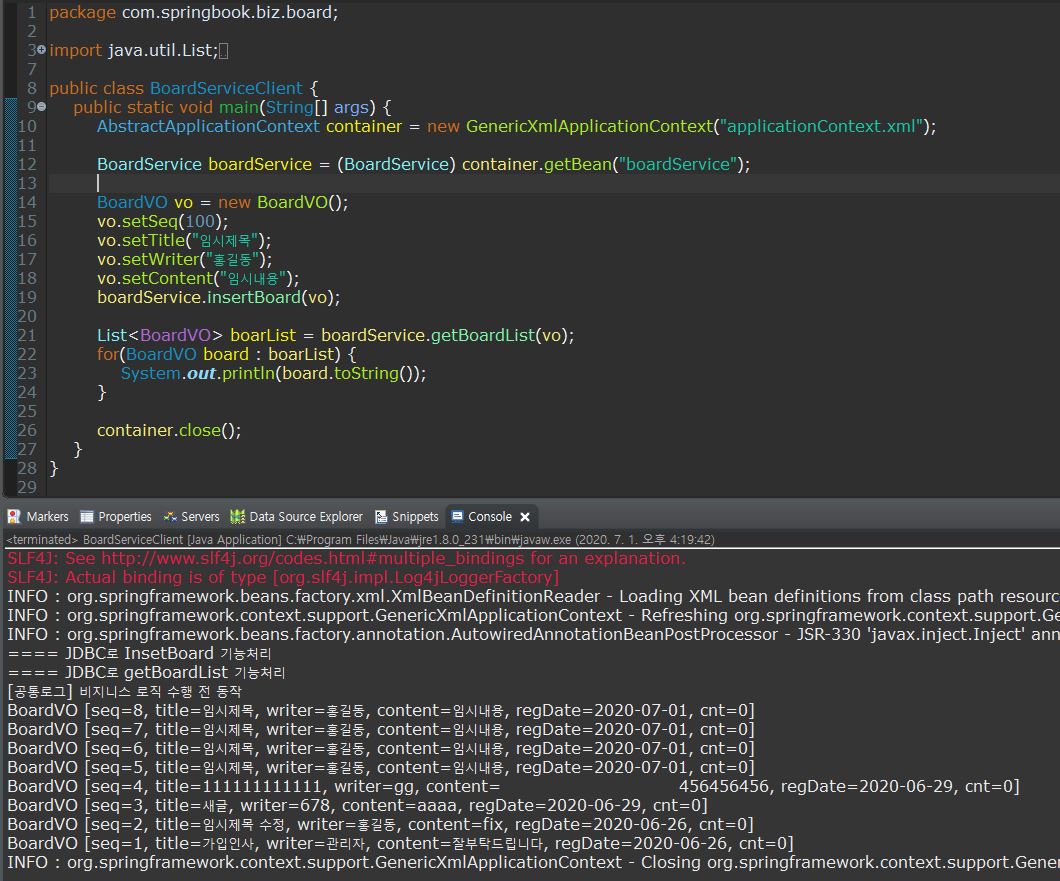 1 package com.springbook.biz.board;
2
3 import java.util.List;
7
8 public class BoardServiceClient {
9 public static void main(String[] args) {
10 AbstractApplicationContext container = new GenericXmlApplicationContext("applicationContext.xml");
11
12 BoardService boardService = (BoardService) container.getBean("boardService");
13
14 BoardVO vo = new BoardVO();
15 vo.setSeq(100);
16 vo.setTitle("임시제목");
17 vo.setWriter("홍길동");
18 vo.setContent("임시내용");
19 boardService.insertBoard(vo);
20
21 List<BoardVO> boarList = boardService.getBoardList(vo);
22 for(BoardVO board : boarList) {
23 System.out.println(board.toString());
24 }
25
26 container.close();
27 }
28 }
29
Markers Properties Servers Data Source Explorer Snippets Console
<terminated> BoardServiceClient [Java Application] C:₩Program Files₩Java₩jre1.8.0_231₩bin₩javaw.exe (2020. 7. 1. 오후 4:19:42)
SLF4J: See http://www.slf4j.org/codes.html#multiple_bindings for an explanation.
SLF4J: Actual binding is of type [org.slf4j.impl.Log4jLoggerFactory]
INFO : org.springframework.beans.factory.xml.XmlBeanDefinitionReader - Loading XML bean definitions from class path resourc
INFO : org.springframework.context.support.GenericXmlApplicationContext - Refreshing org.springframework.context.support.Ge
INFO : org.springframework.beans.factory.annotation.AutowiredAnnotationBeanPostProcessor - JSR-330 'javax.inject.Inject' ann
==== JDBC로 InsetBoard 기능처리
==== JDBC로 getBoardList 기능처리
[공통로그] 비지니스 로직 수행 전 동작
BoardVO [seq=8, title=임시제목, writer=홍길동, content=임시내용, regDate=2020-07-01, cnt=0]
BoardVO [seq=7, title=임시제목, writer=홍길동, content=임시내용, regDate=2020-07-01, cnt=0]
BoardVO [seq=6, title=임시제목, writer=홍길동, content=임시내용, regDate=2020-07-01, cnt=0]
BoardVO [seq=5, title=임시제목, writer=홍길동, content=임시내용, regDate=2020-07-01, cnt=0]
BoardVO [seq=4, title=111111111111, writer=gg, content= 456456456, regDate=2020-06-29, cnt=0]
BoardVO [seq=3, title=새글, writer=678, content=aaaa, regDate=2020-06-29, cnt=0]
BoardVO [seq=2, title=임시제목 수정, writer=홍길동, content=fix, regDate=2020-06-26, cnt=0]
BoardVO [seq=1, title=가입인사, writer=관리자, content=잘부탁드립니다, regDate=2020-06-26, cnt=0]
INFO : org.springframework.context.support.GenericXmlApplicationContext - Closing org.springframework.context.support.Gener